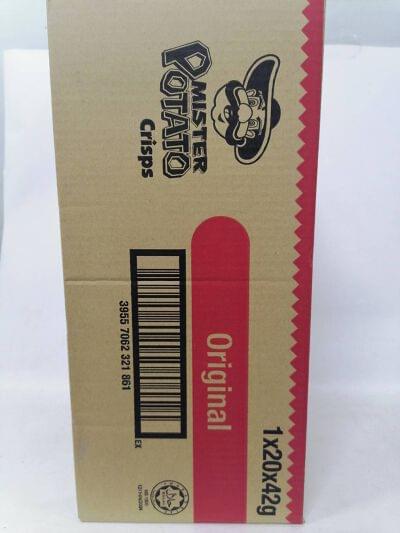 MISTER
POTATO
Crisps
Original
1x20x42g
3955 7062 321 861
EX